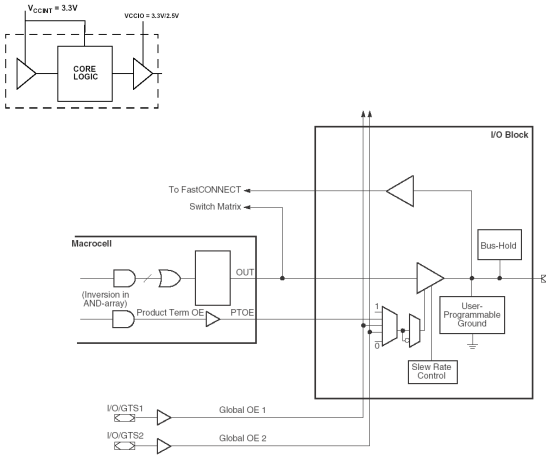 VCCINT = 3.3V
VCCIO = 3.3V/2.5V
CORE
LOGIC
I/O Block
To FastCONNECT
Switch Matrix
Macrocell
Bus-Hold
OUT
(Inversion in
AND-array)
Product Term OE
PTOE
1
0
User-
Programmable
Ground
Slew Rate
Control
I/O/GTS1
Global OE 1
I/O/GTS2
Global OE 2